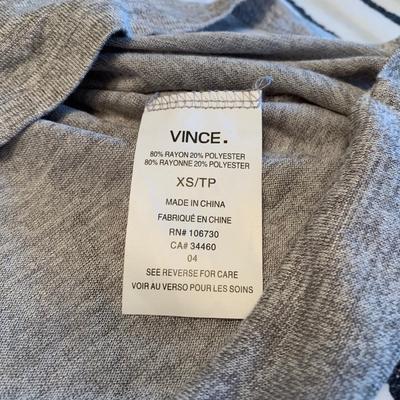 VINCE.
80% RAYON 20% POLYESTER
80% RAYONNE 20% POLYESTER
XS/TP
MADE IN CHINA
FABRIQUÉ EN CHINE
RN# 106730
CA# 34460
04
SEE REVERSE FOR CARE
VOIR AU VERSO POUR LES SOINS